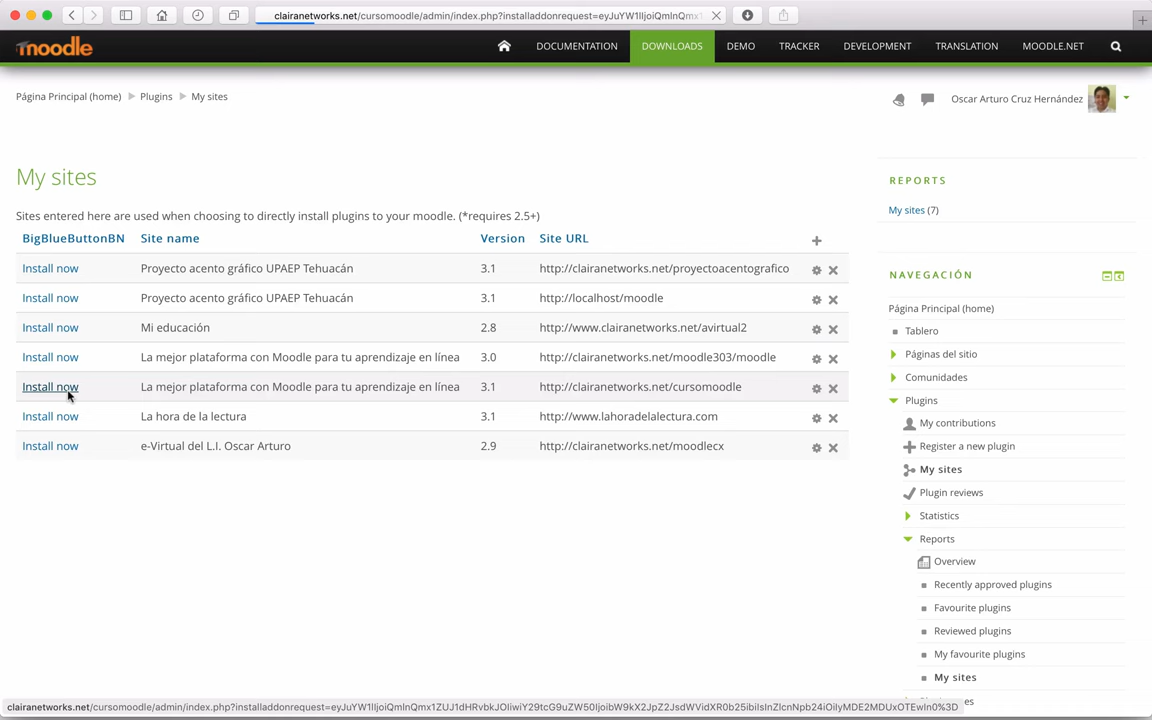 clairanetworks.net/cursomoodle/admin/index.php?installaddonrequest=eyJuYW1lIjoiQmlnQmx
moodle
DOCUMENTATION DOWNLOADS DEMO TRACKER DEVELOPMENT TRANSLATION MOODLE.NET
Página Principal (home) Plugins My sites
Oscar Arturo Cruz Hernández
My sites
Sites entered here are used when choosing to directly install plugins to your moodle. (*requires 2.5+)
BigBlueButtonBN Site name Version Site URL
Install now Proyecto acento gráfico UPAEP Tehuacán 3.1 http://clairanetworks.net/proyectoacentografico
Install now Proyecto acento gráfico UPAEP Tehuacán 3.1 http://localhost/moodle
Install now Mi educación 2.8 http://www.clairanetworks.net/avirtual2
Install now La mejor plataforma con Moodle para tu aprendizaje en línea 3.0 http://clairanetworks.net/moodle303/moodle
Install now La mejor plataforma con Moodle para tu aprendizaje en línea 3.1 http://clairanetworks.net/cursomoodle
Install now La hora de la lectura 3.1 http://www.lahoradelalectura.com
Install now e-Virtual del L.I. Oscar Arturo 2.9 http://clairanetworks.net/moodlecx
REPORTS
My sites (7)
NAVEGACIÓN
Página Principal (home)
Tablero
Páginas del sitio
Comunidades
Plugins
My contributions
Register a new plugin
My sites
Plugin reviews
Statistics
Reports
Overview
Recently approved plugins
Favourite plugins
Reviewed plugins
My favourite plugins
My sites